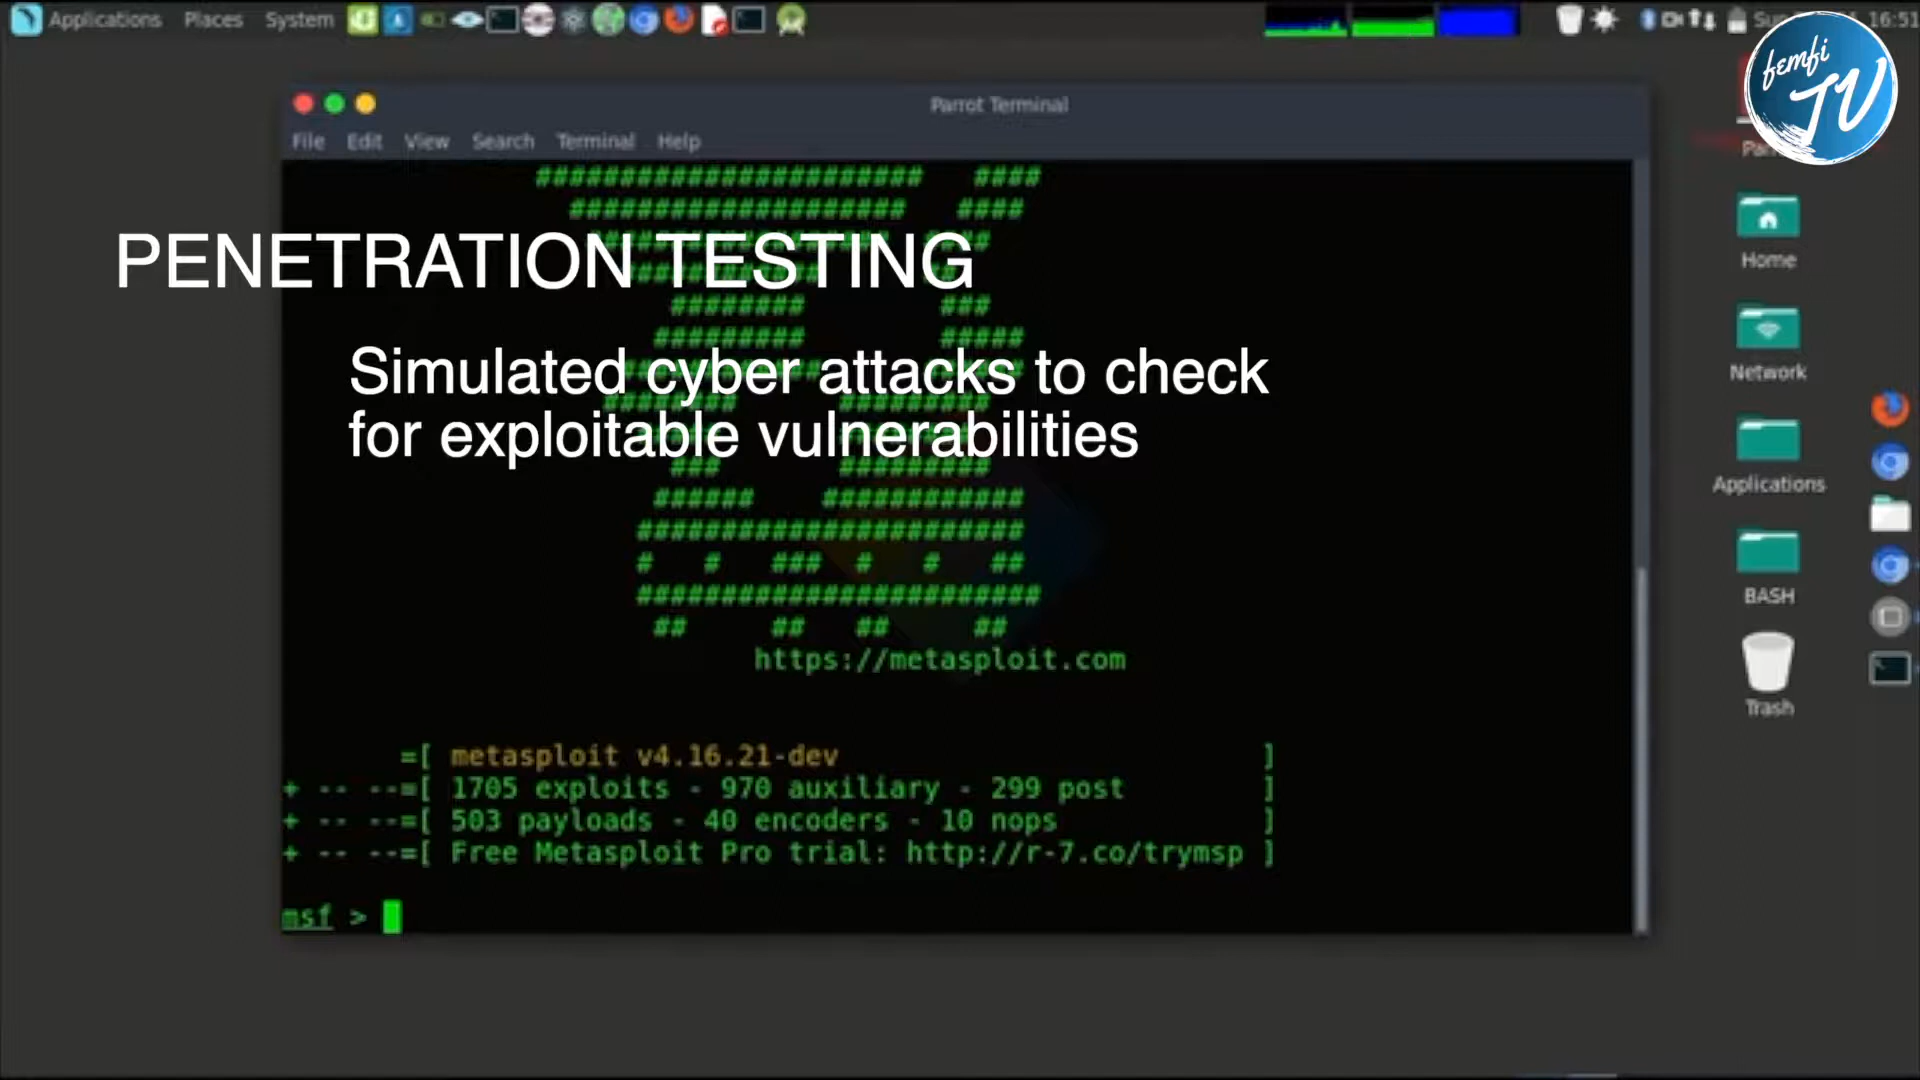 Applications Places System
16:51
femfi
TV
Parrot Terminal
File Edit View Search Terminal Help
###################### ####
#################### ####
PENETRATION TESTING
######## ###
######### #####
Simulated cyber attacks to check
for exploitable vulnerabilities
###### ############
#######################
# # ### # # ##
########################
## ## ## ##
https://metasploit.com
=[ metasploit v4.16.21-dev ]
+ -- --=[ 1705 exploits - 970 auxiliary - 299 post ]
+ -- --=[ 503 payloads - 40 encoders - 10 nops ]
+ -- --=[ Free Metasploit Pro trial: http://r-7.co/trymsp ]
msf >
Home
Network
Applications
BASH
Trash